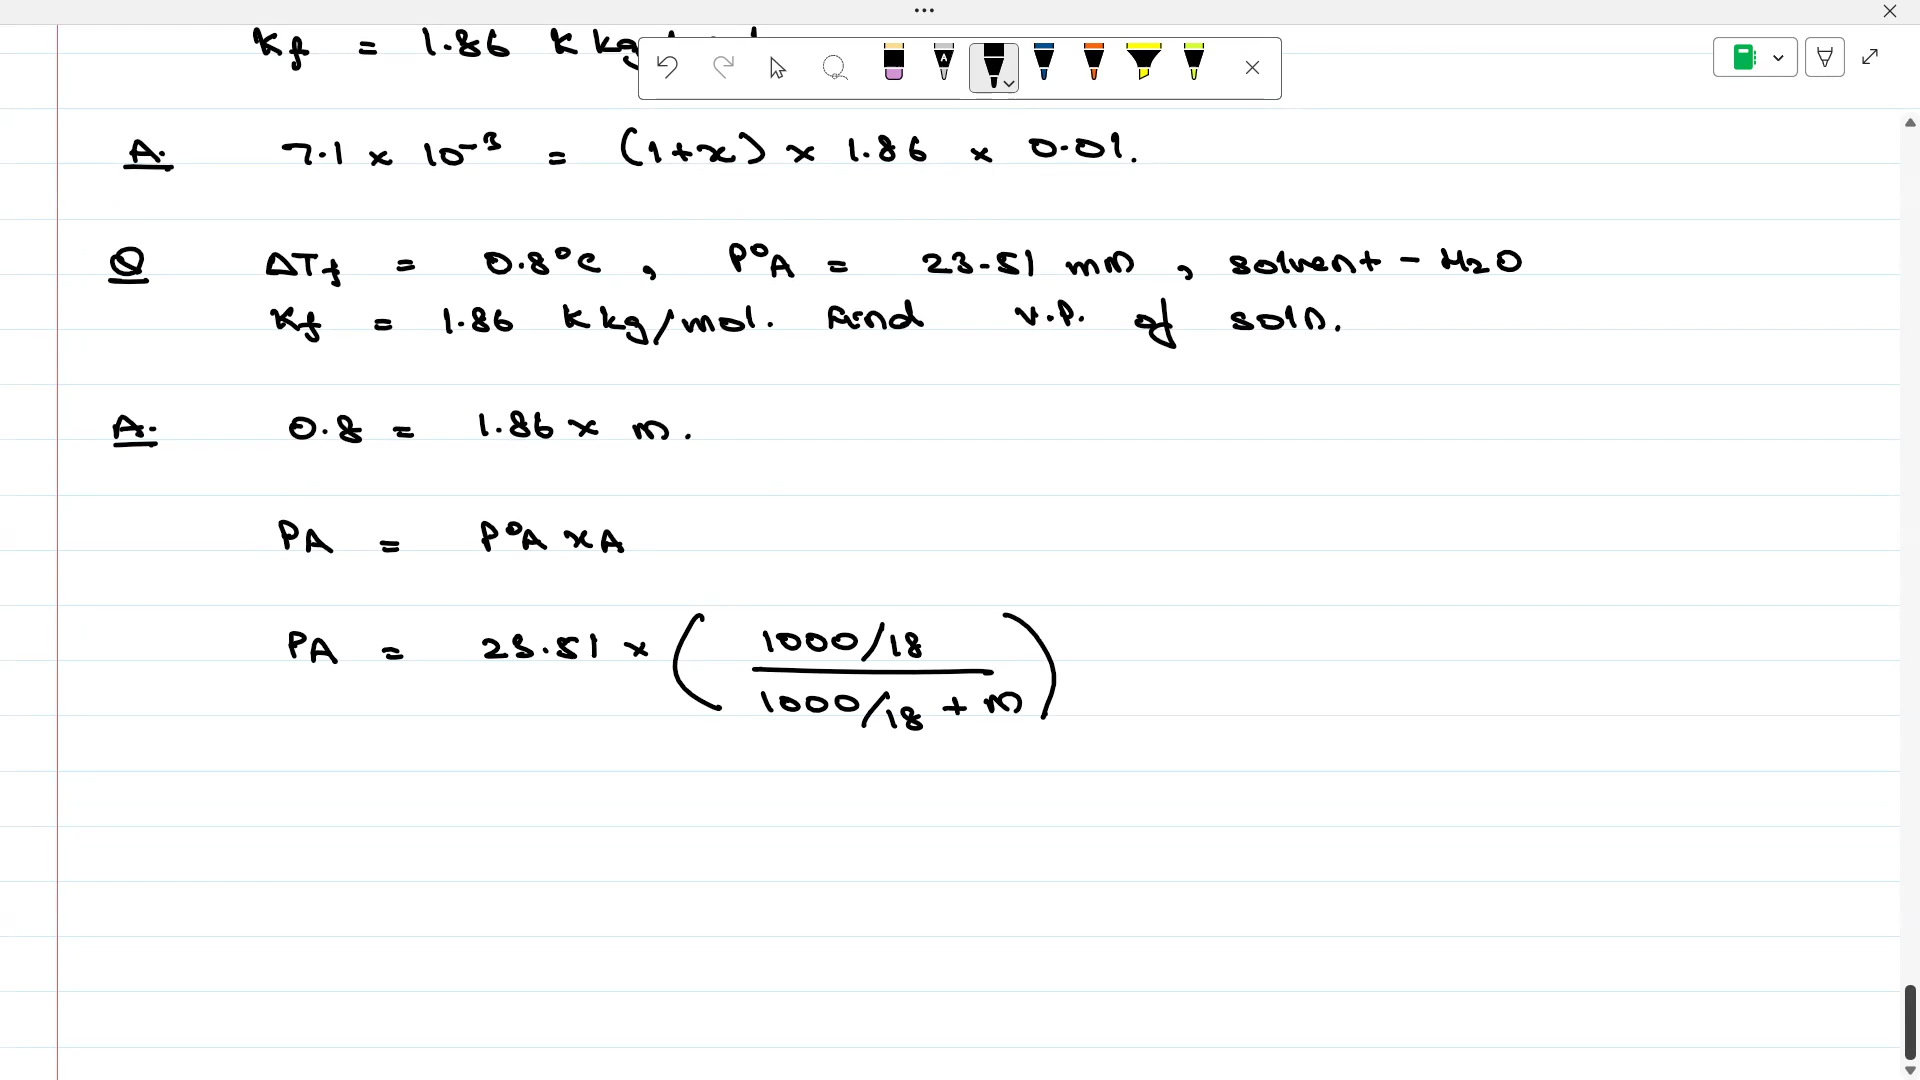 Kf = 1.86 K kg
A. 7.1 × 10⁻³ = (1+x) × 1.86 × 0.01.
Q ΔTf = 0.8°C , P°A = 23.51 mm , solvent - H2O
Kf = 1.86 K kg/mol. Find v.P. of soln.
A. 0.8 = 1.86 × m.
PA = P°A xA
PA = 23.51 × ( 1000/18
1000/18 + m )